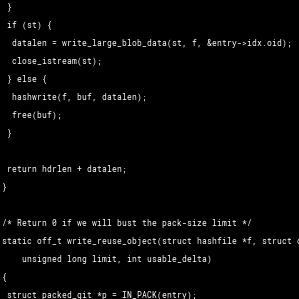 }
if (st) {
datalen = write_large_blob_data(st, f, &entry->idx.oid);
close_istream(st);
} else {
hashwrite(f, buf, datalen);
free(buf);
}
return hdrlen + datalen;
}
/* Return 0 if we will bust the pack-size limit */
static off_t write_reuse_object(struct hashfile *f, struct
unsigned long limit, int usable_delta)
{
struct packed_git *p = IN_PACK(entry);